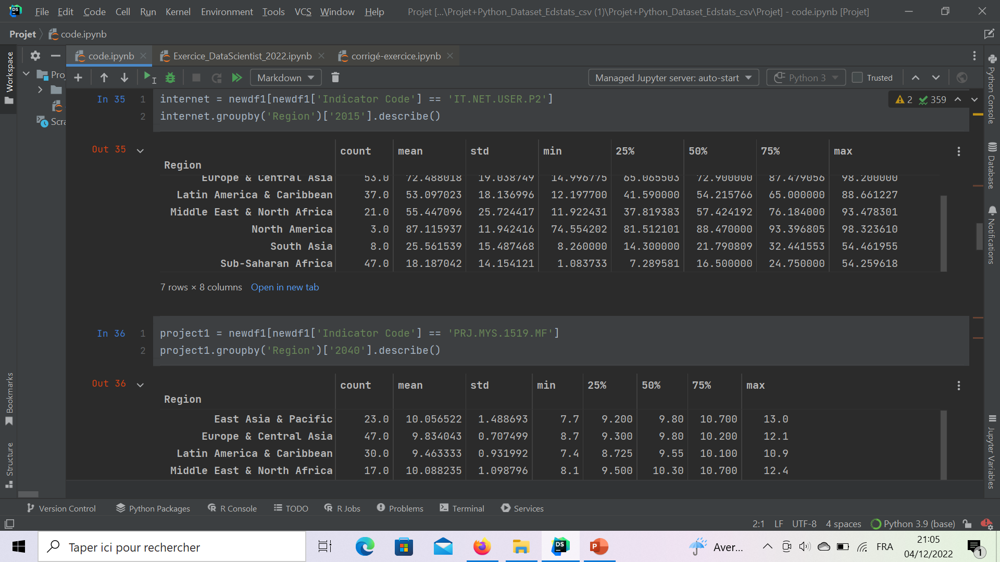 DS File Edit Code Cell Run Kernel Environment Tools VCS Window Help Projet [...\Projet+Python_Dataset_Edstats_csv (1)\Projet+Python_Dataset_Edstats_csv\Projet] - code.ipynb [Projet]
Projet code.ipynb
Workspace
code.ipynb Exercice_DataScientist_2022.ipynb corrigé-exercice.ipynb
Proj Markdown Managed Jupyter server: auto-start Python 3 Trusted
Scra
In 35 1 internet = newdf1[newdf1['Indicator Code'] == 'IT.NET.USER.P2'] 2 359
2 internet.groupby('Region')['2015'].describe()
Out 35 count mean std min 25% 50% 75% max
Region
Europe & Central Asia 53.0 72.488018 19.038749 14.996775 65.065503 72.900000 87.479056 98.200000
Latin America & Caribbean 37.0 53.097023 18.136996 12.197700 41.590000 54.215766 65.000000 88.661227
Middle East & North Africa 21.0 55.447096 25.724417 11.922431 37.819383 57.424192 76.184000 93.478301
North America 3.0 87.115937 11.942416 74.554202 81.512101 88.470000 93.396805 98.323610
South Asia 8.0 25.561539 15.487468 8.260000 14.300000 21.790809 32.441553 54.461955
Sub-Saharan Africa 47.0 18.187042 14.154121 1.083733 7.289581 16.500000 24.750000 54.259618
7 rows × 8 columns Open in new tab
In 36 1 project1 = newdf1[newdf1['Indicator Code'] == 'PRJ.MYS.1519.MF']
2 project1.groupby('Region')['2040'].describe()
Out 36 count mean std min 25% 50% 75% max
Region
East Asia & Pacific 23.0 10.056522 1.488693 7.7 9.200 9.80 10.700 13.0
Europe & Central Asia 47.0 9.834043 0.707499 8.7 9.300 9.80 10.200 12.1
Latin America & Caribbean 30.0 9.463333 0.931992 7.4 8.725 9.55 10.100 10.9
Middle East & North Africa 17.0 10.088235 1.098796 8.1 9.500 10.30 10.700 12.4
Bookmarks
Structure
Python Console
Database
Notifications
Jupyter Variables
Version Control Python Packages R Console TODO R Jobs Problems Terminal Services
2:1 LF UTF-8 4 spaces Python 3.9 (base)
Taper ici pour rechercher DS P Aver... FRA 21:05
04/12/2022 1